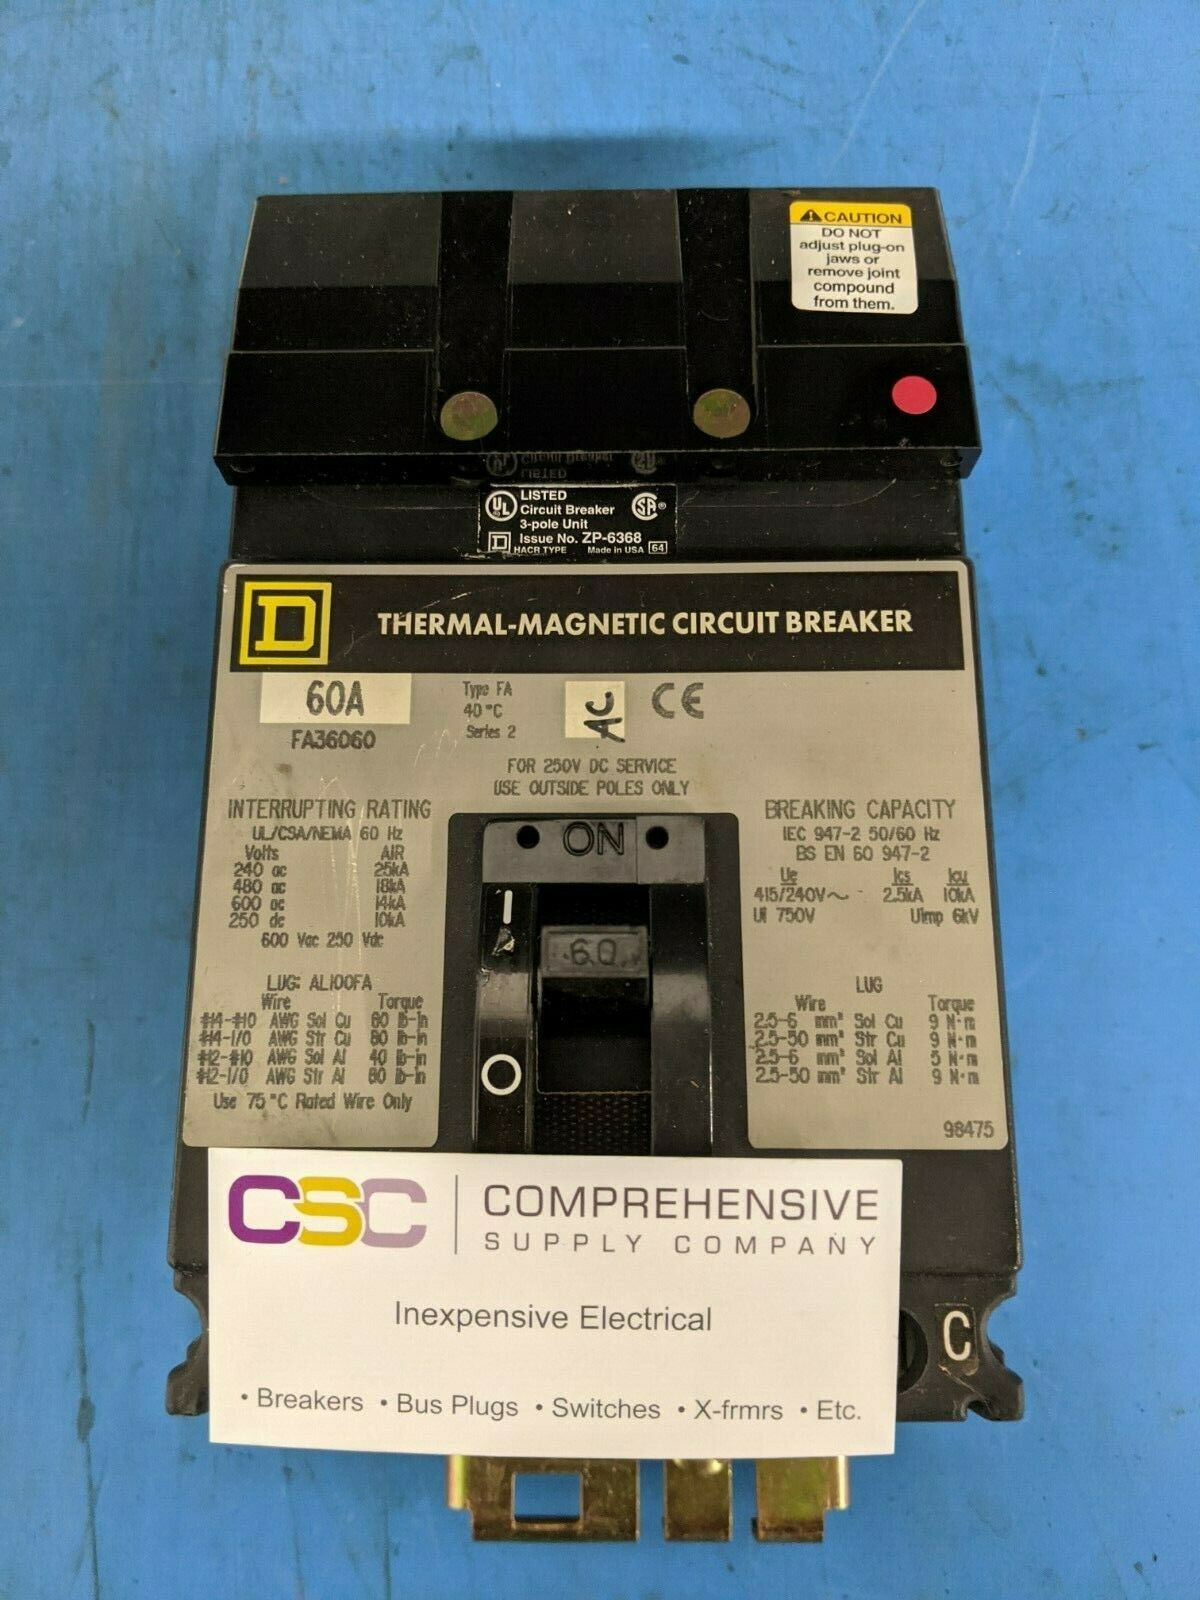 CAUTION
DO NOT
adjust plug-on
jaws or
remove joint
compound
from them.
UL LISTED
Circuit Breaker
3-pole Unit
Issue No. ZP-6368
HACR TYPE Made in USA 64
D THERMAL-MAGNETIC CIRCUIT BREAKER
60A
FA36060
Type FA
40°C
Series 2
AC
CE
FOR 250V DC SERVICE
USE OUTSIDE POLES ONLY
INTERRUPTING RATING
UL/CSA/NEMA 60 Hz
Volts AIR
240 ac 25kA
480 ac 18kA
600 ac 14kA
250 dc 10kA
600 Vac 250 Vdc
LUG: AL100FA
Wire Torque
#14-#10 AWG Sol Cu 80 lb-in
#14-1/0 AWG Str Cu 80 lb-in
#12-#10 AWG Sol Al 40 lb-in
#12-1/0 AWG Str Al 80 lb-in
Use 75°C Rated Wire Only
ON
I
60
O
BREAKING CAPACITY
IEC 947-2 50/60 Hz
BS EN 60 947-2
Ue Ics Icu
415/240V~ 2.5kA 10kA
Ui 750V Uimp 6kV
LUG
Wire Torque
2.5-6 mm² Sol Cu 9 N·m
2.5-50 mm² Str Cu 9 N·m
2.5-6 mm² Sol Al 5 N·m
2.5-50 mm² Str Al 9 N·m
98475
CSC COMPREHENSIVE
SUPPLY COMPANY
Inexpensive Electrical
• Breakers • Bus Plugs • Switches • X-frmrs • Etc.
C